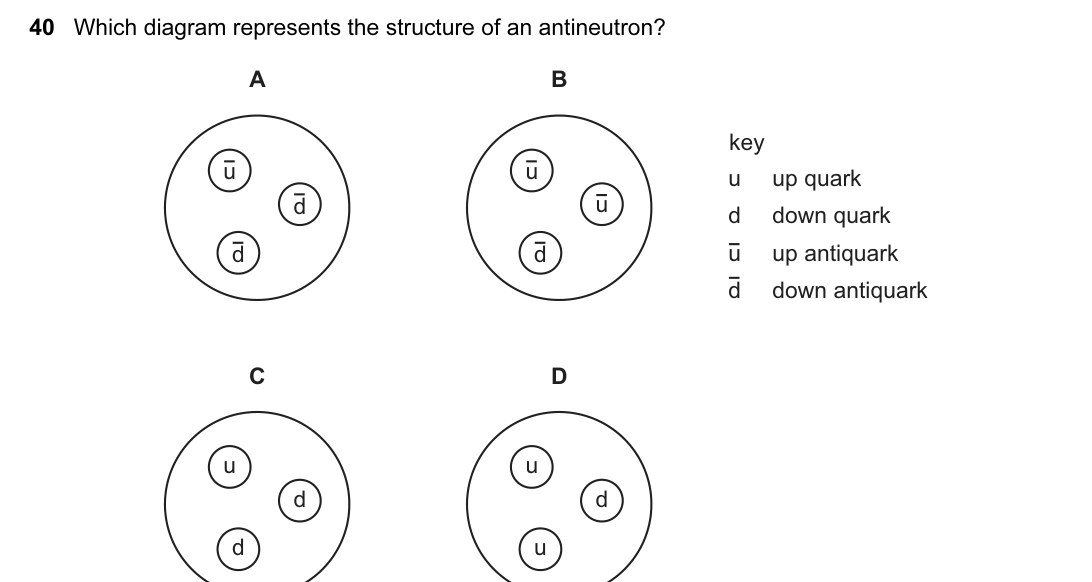 40 Which diagram represents the structure of an antineutron?
A B
ū ū
d̄ ū
d̄ d̄
key
u up quark
d down quark
ū up antiquark
d̄ down antiquark
C D
u u
d d
d u